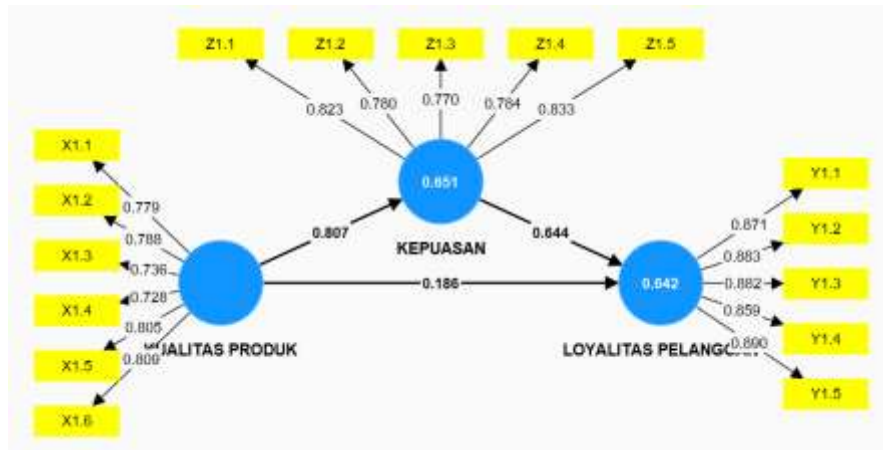 Z1.1 Z1.2 Z1.3 Z1.4 Z1.5
0.823 0.780 0.770 0.784 0.833
X1.1
X1.2
X1.3
X1.4
X1.5
X1.6
0.779
0.788
0.736
0.728
0.805
0.809
0.651
KEPUASAN
0.807
0.644
0.186
0.642
LOYALITAS PELANGGAN
0.871
0.883
0.882
0.859
0.890
Y1.1
Y1.2
Y1.3
Y1.4
Y1.5
PRODUK